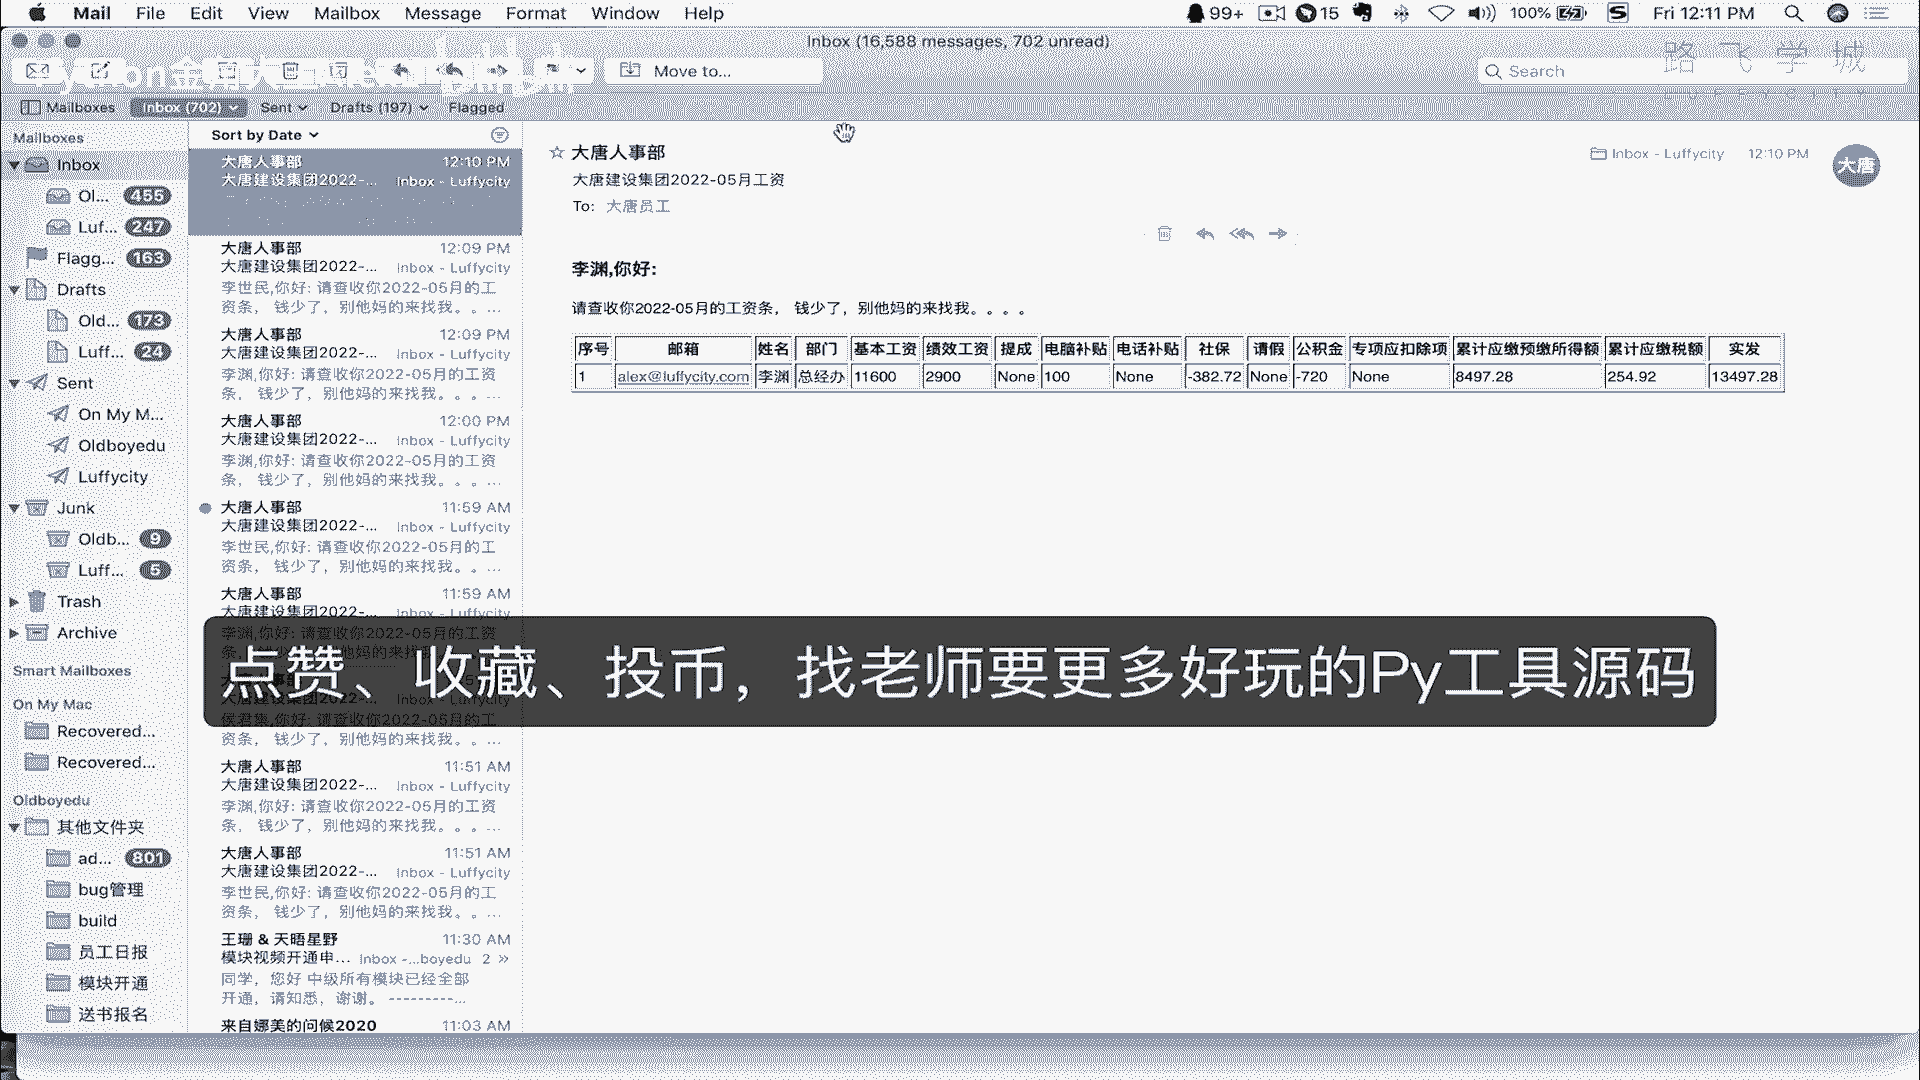 Mail File Edit View Mailbox Message Format Window Help 99+ 15 100% Fri 12:11 PM
Inbox (16,588 messages, 702 unread)
Move to... Search
路飞学城
Mailboxes Inbox (702) Sent Drafts (197) Flagged
Mailboxes
Inbox
Ol... 455
Luf... 247
Flagg... 163
Drafts
Old... 173
Luff... 24
Sent
On My M...
Oldboyedu
Luffycity
Junk
Oldb... 9
Luff... 5
Trash
Archive
Smart Mailboxes
On My Mac
Recovered...
Recovered...
Oldboyedu
其他文件夹
ad... 801
bug管理
build
员工日报
模块开通
送书报名
Sort by Date
大唐人事部 12:10 PM
大唐建设集团2022-... Inbox - Luffycity
大唐人事部 12:09 PM
大唐建设集团2022-... Inbox - Luffycity
李世民,你好: 请查收你2022-05月的工
资条， 钱少了，别他妈的来找我。。...
大唐人事部 12:09 PM
大唐建设集团2022-... Inbox - Luffycity
李渊,你好: 请查收你2022-05月的工资
条， 钱少了，别他妈的来找我。。。...
大唐人事部 12:00 PM
大唐建设集团2022-... Inbox - Luffycity
李渊,你好: 请查收你2022-05月的工资
条， 钱少了，别他妈的来找我。。。...
大唐人事部 11:59 AM
大唐建设集团2022-... Inbox - Luffycity
李世民,你好: 请查收你2022-05月的工
资条， 钱少了，别他妈的来找我。。...
大唐人事部 11:59 AM
大唐建设集团2022-... Inbox - Luffycity
李渊,你好: 请查收你2022-05月的工资
大唐建设集团2022-... Inbox - Luffycity
侯君集,你好: 请查收你2022-05月的工
资条， 钱少了，别他妈的来找我。。...
大唐人事部 11:51 AM
大唐建设集团2022-... Inbox - Luffycity
李渊,你好: 请查收你2022-05月的工资
条， 钱少了，别他妈的来找我。。。...
大唐人事部 11:51 AM
大唐建设集团2022-... Inbox - Luffycity
李世民,你好: 请查收你2022-05月的工
资条， 钱少了，别他妈的来找我。。...
王珊 & 天晤星野 11:30 AM
模块视频开通申... Inbox -...boyedu 2 »
同学，您好 中级所有模块已经全部
开通，请知悉，谢谢。 ---------...
来自娜美的问候2020 11:03 AM
大唐人事部 Inbox - Luffycity 12:10 PM 大唐
大唐建设集团2022-05月工资
To: 大唐员工
李渊,你好:
请查收你2022-05月的工资条， 钱少了，别他妈的来找我。。。。
序号 邮箱 姓名 部门 基本工资 绩效工资 提成 电脑补贴 电话补贴 社保 请假 公积金 专项应扣除项 累计应缴预缴所得额 累计应缴税额 实发
1 alex@luffycity.com 李渊 总经办 11600 2900 None 100 None -382.72 None -720 None 8497.28 254.92 13497.28
点赞、收藏、投币，找老师要更多好玩的Py工具源码